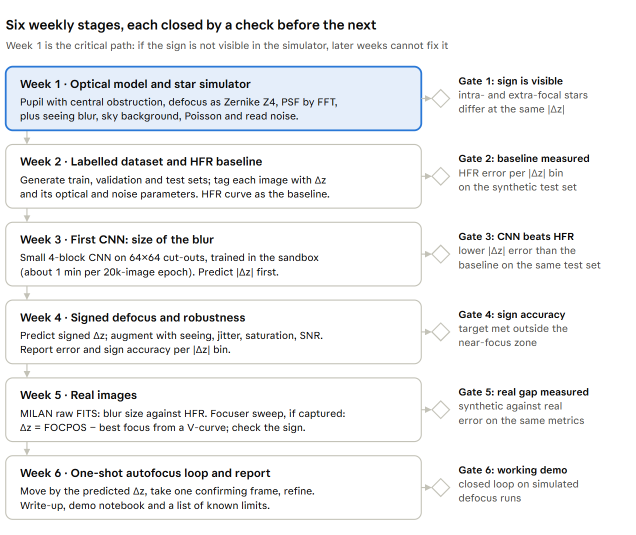 Six weekly stages, each closed by a check before the next
Week 1 is the critical path: if the sign is not visible in the simulator, later weeks cannot fix it
Week 1 · Optical model and star simulator
Pupil with central obstruction, defocus as Zernike Z4, PSF by FFT,
plus seeing blur, sky background, Poisson and read noise.
Gate 1: sign is visible
intra- and extra-focal stars
differ at the same |Δz|
Week 2 · Labelled dataset and HFR baseline
Generate train, validation and test sets; tag each image with Δz
and its optical and noise parameters. HFR curve as the baseline.
Gate 2: baseline measured
HFR error per |Δz| bin
on the synthetic test set
Week 3 · First CNN: size of the blur
Small 4-block CNN on 64×64 cut-outs, trained in the sandbox
(about 1 min per 20k-image epoch). Predict |Δz| first.
Gate 3: CNN beats HFR
lower |Δz| error than the
baseline on the same test set
Week 4 · Signed defocus and robustness
Predict signed Δz; augment with seeing, jitter, saturation, SNR.
Report error and sign accuracy per |Δz| bin.
Gate 4: sign accuracy
target met outside the
near-focus zone
Week 5 · Real images
MILAN raw FITS: blur size against HFR. Focuser sweep, if captured:
Δz = FOCPOS − best focus from a V-curve; check the sign.
Gate 5: real gap measured
synthetic against real
error on the same metrics
Week 6 · One-shot autofocus loop and report
Move by the predicted Δz, take one confirming frame, refine.
Write-up, demo notebook and a list of known limits.
Gate 6: working demo
closed loop on simulated
defocus runs